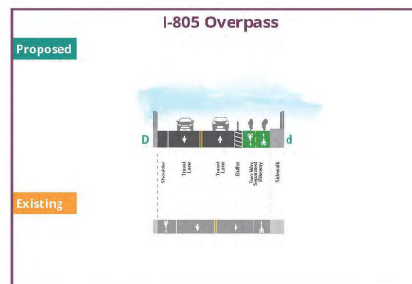 I-805 Overpass
Proposed
D
d
Shoulder
Travel
Lane
Travel
Lane
Buffer
Two-Way
Separated
Bikeway
Sidewalk
Existing